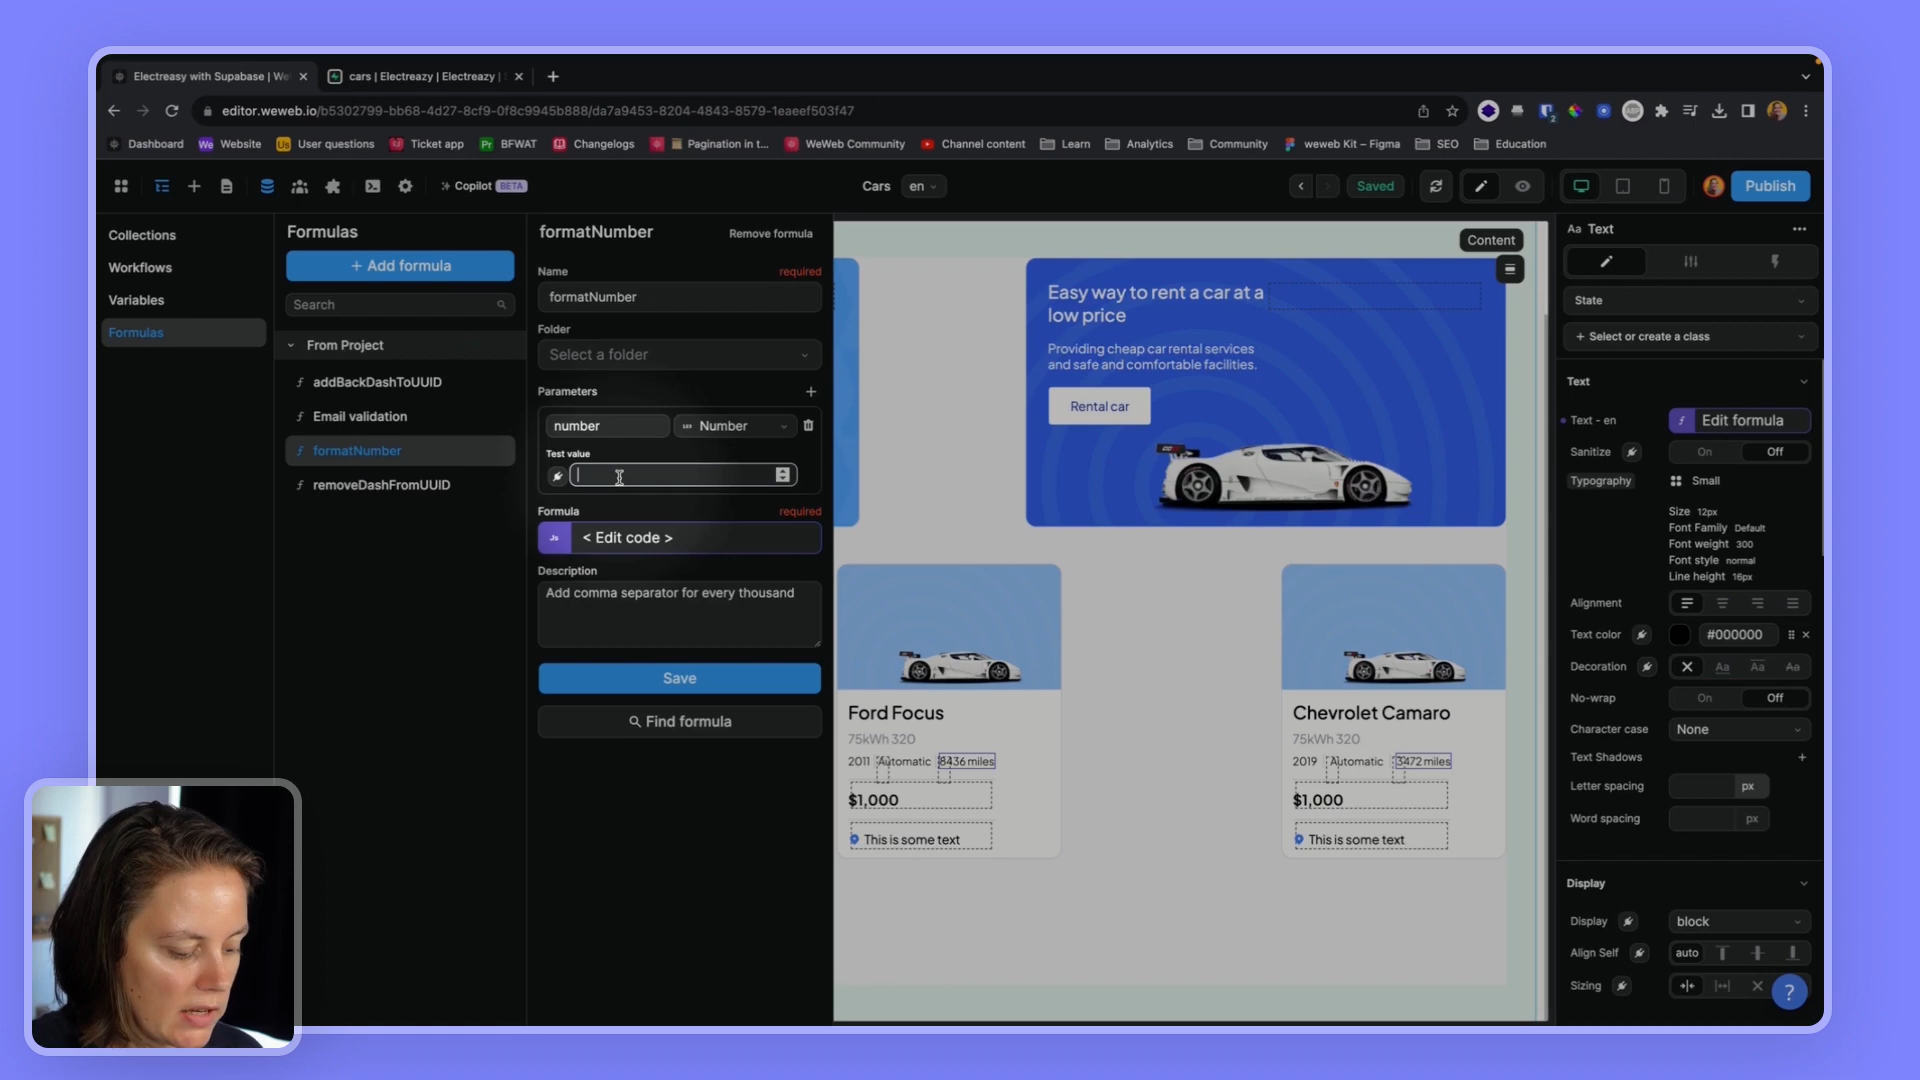 Electreasy with Supabase | We
cars | Electreazy | Electreazy |
editor.weweb.io/b5302799-bb68-4d27-8cf9-0f8c9945b888/da7a9453-8204-4843-8579-1eaeef503f47
Dashboard
We Website
Us User questions
Ticket app
Pr BFWAT
Changelogs
Pagination in t...
WeWeb Community
Channel content
Learn
Analytics
Community
weweb Kit – Figma
SEO
Education
Copilot BETA
Cars
en
Saved
Publish
Collections
Workflows
Variables
Formulas
Formulas
+ Add formula
Search
From Project
addBackDashToUUID
Email validation
formatNumber
removeDashFromUUID
formatNumber
Remove formula
Name required
formatNumber
Folder
Select a folder
Parameters +
number
Number
Test value
Formula required
Js < Edit code >
Description
Add comma separator for every thousand
Save
Find formula
Content
Easy way to rent a car at a
low price
Providing cheap car rental services
and safe and comfortable facilities.
Rental car
Ford Focus
75kWh 320
2011 Automatic 8436 miles
$1,000
This is some text
Chevrolet Camaro
75kWh 320
2019 Automatic 3472 miles
$1,000
This is some text
Aa Text
State
+ Select or create a class
Text
Text - en
Edit formula
Sanitize On Off
Typography Small
Size 12px
Font Family Default
Font weight 300
Font style normal
Line height 16px
Alignment
Text color #000000
Decoration Aa Aa Aa
No-wrap On Off
Character case None
Text Shadows +
Letter spacing px
Word spacing px
Display
Display block
Align Self auto
Sizing
?